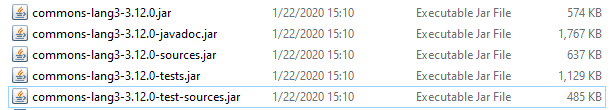 commons-lang3-3.12.0.jar 1/22/2020 15:10 Executable Jar File 574 KB
commons-lang3-3.12.0-javadoc.jar 1/22/2020 15:10 Executable Jar File 1,767 KB
commons-lang3-3.12.0-sources.jar 1/22/2020 15:10 Executable Jar File 637 KB
commons-lang3-3.12.0-tests.jar 1/22/2020 15:10 Executable Jar File 1,129 KB
commons-lang3-3.12.0-test-sources.jar 1/22/2020 15:10 Executable Jar File 485 KB